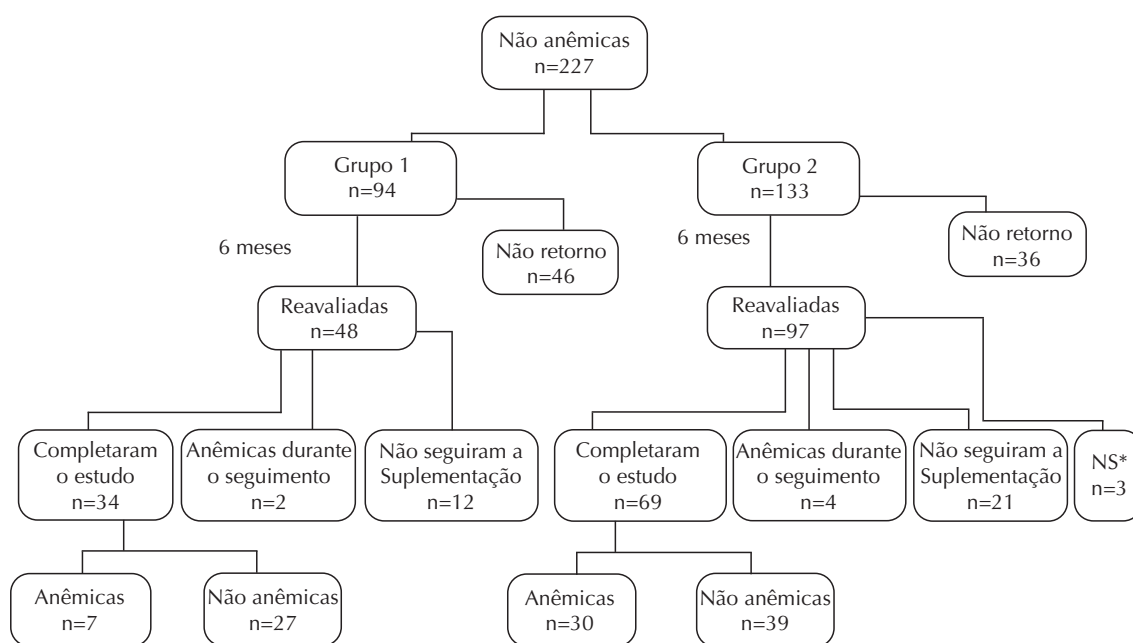 Não anêmicas
n=227
Grupo 1
n=94
Grupo 2
n=133
6 meses
Não retorno
n=46
6 meses
Não retorno
n=36
Reavaliadas
n=48
Reavaliadas
n=97
Completaram
o estudo
n=34
Anêmicas durante
o seguimento
n=2
Não seguiram a
Suplementação
n=12
Completaram
o estudo
n=69
Anêmicas durante
o seguimento
n=4
Não seguiram a
Suplementação
n=21
NS*
n=3
Anêmicas
n=7
Não anêmicas
n=27
Anêmicas
n=30
Não anêmicas
n=39